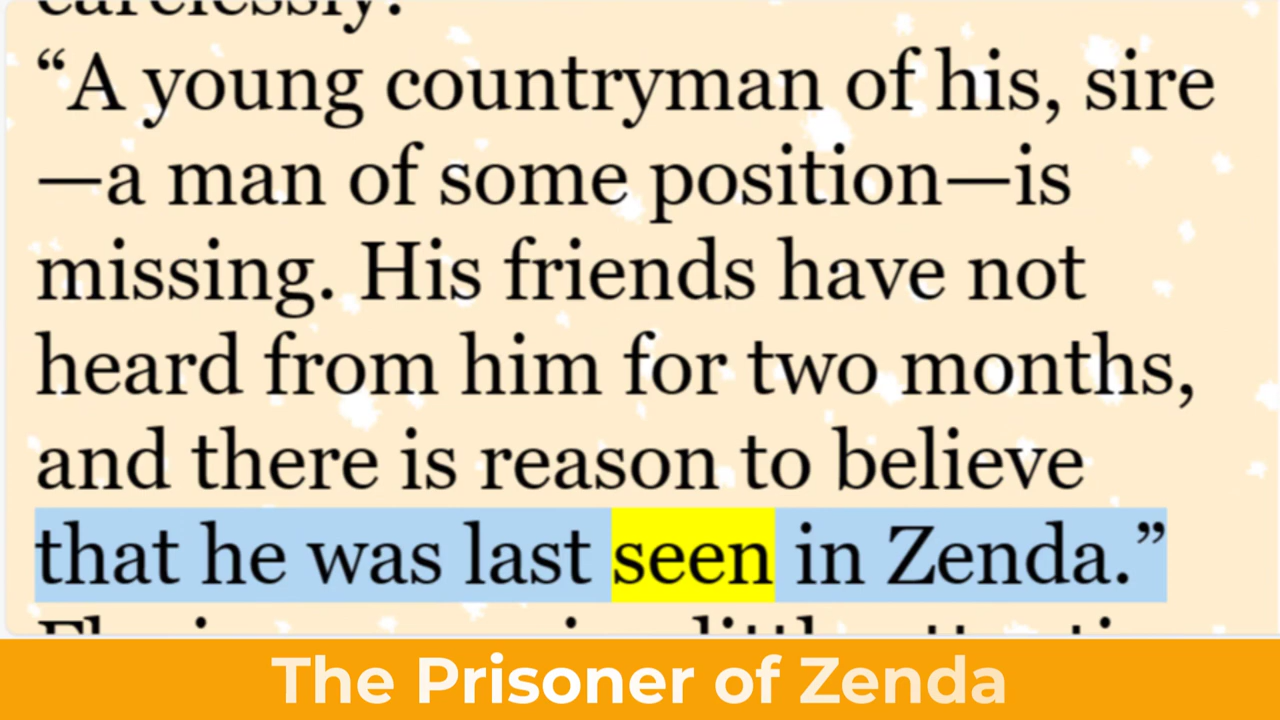 carelessly.
“A young countryman of his, sire
—a man of some position—is
missing. His friends have not
heard from him for two months,
and there is reason to believe
that he was last seen in Zenda.”
The Prisoner of Zenda